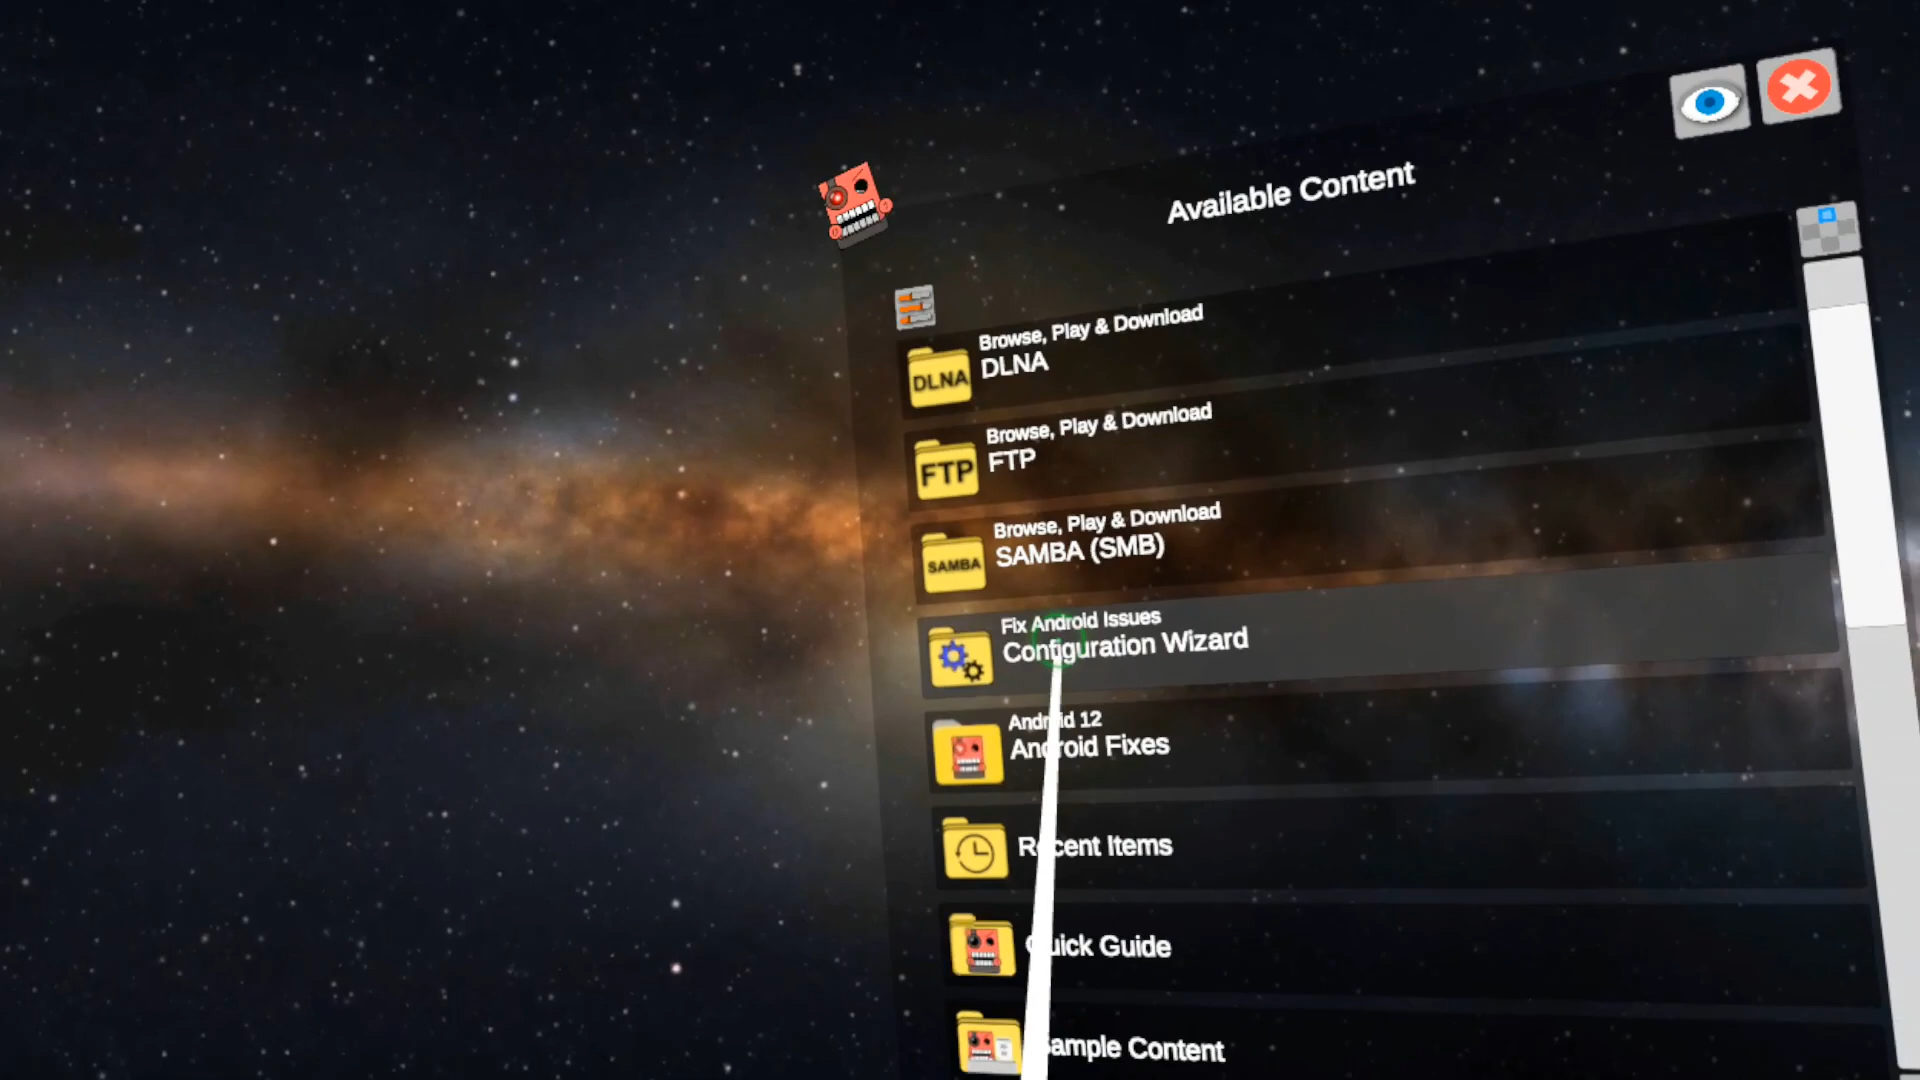 Available Content
Browse, Play & Download
DLNA
DLNA
Browse, Play & Download
FTP
FTP
Browse, Play & Download
SAMBA (SMB)
SAMBA
Fix Android Issues
Configuration Wizard
Android 12
Android Fixes
Recent Items
Quick Guide
Sample Content